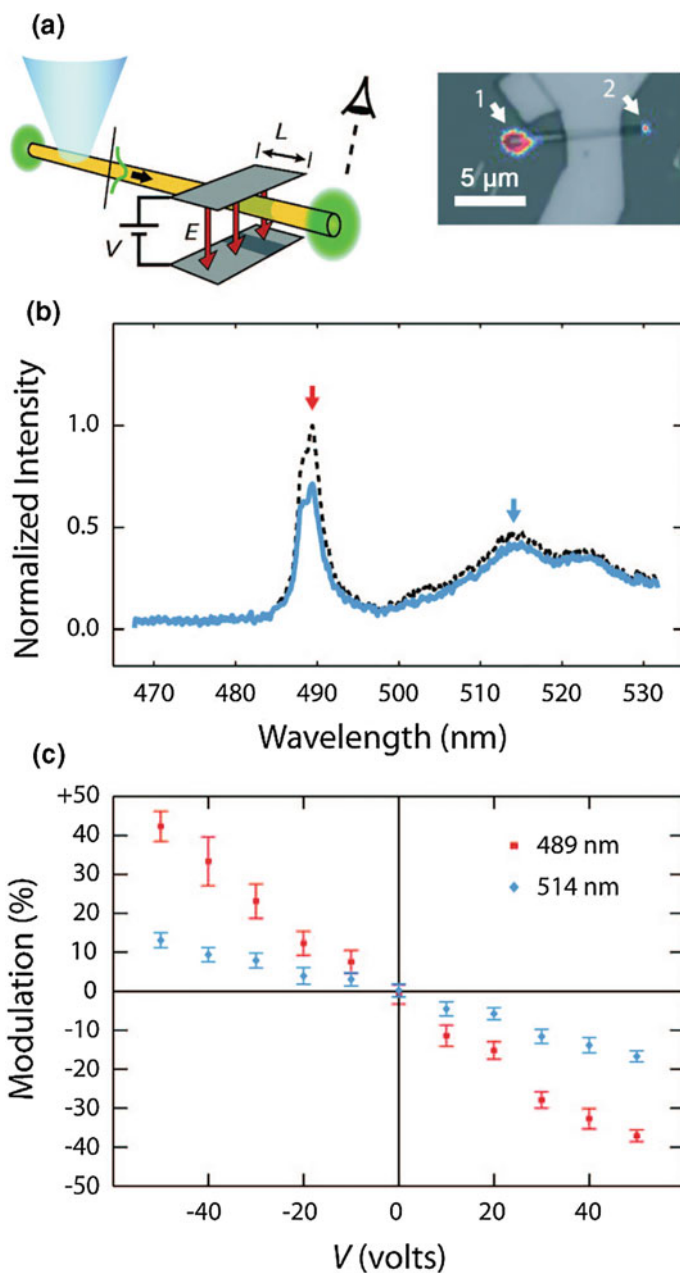 (a)
L
E
V
1
2
5 μm
(b)
Normalized Intensity
1.0
0.5
0.0
470 480 490 500 510 520 530
Wavelength (nm)
(c)
Modulation (%)
+50
40
30
20
10
0
-10
-20
-30
-40
-50
489 nm
514 nm
-40 -20 0 20 40
V (volts)